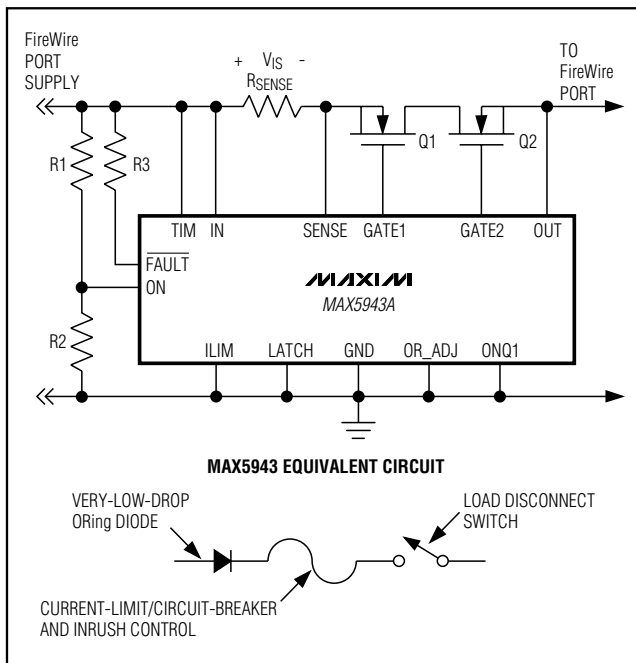 FireWire
PORT
SUPPLY
+ VIS -
RSENSE
TO
FireWire
PORT
R1
R3
Q1
Q2
TIM IN SENSE GATE1 GATE2 OUT
FAULT
ON
MAXIM
MAX5943A
R2
ILIM LATCH GND OR_ADJ ONQ1
MAX5943 EQUIVALENT CIRCUIT
VERY-LOW-DROP
ORing DIODE
LOAD DISCONNECT
SWITCH
CURRENT-LIMIT/CIRCUIT-BREAKER
AND INRUSH CONTROL